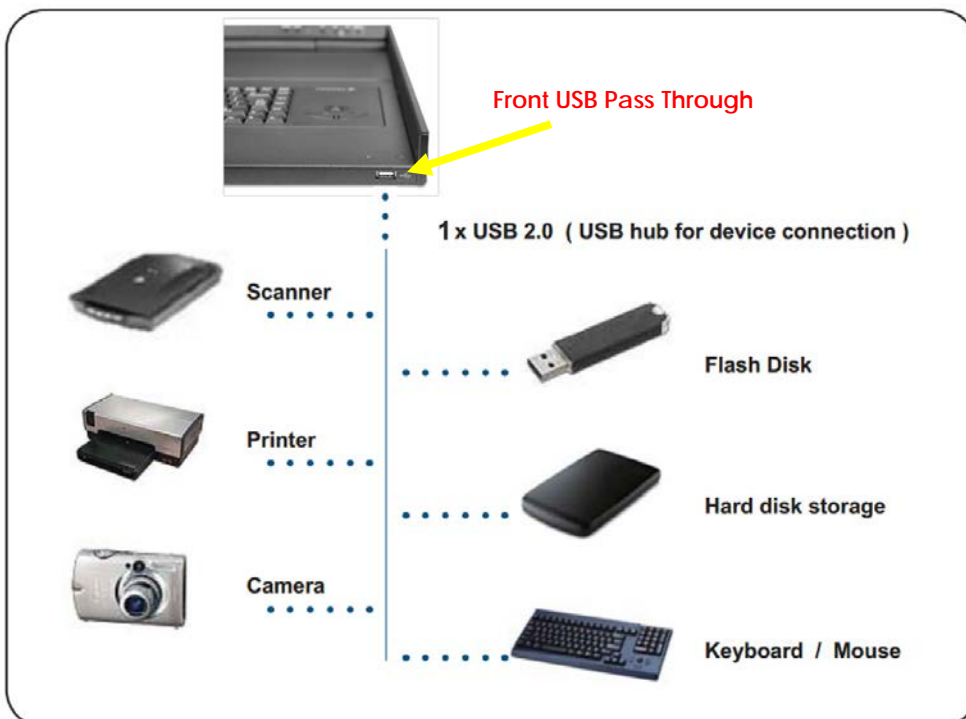 Front USB Pass Through
1 x USB 2.0 ( USB hub for device connection )
Scanner
Flash Disk
Printer
Hard disk storage
Camera
Keyboard / Mouse